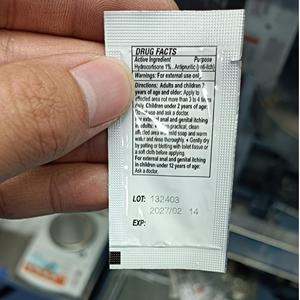 DRUG FACTS
Active Ingredient Purpose
Hydrocortisone 1%...Antipruritic (anti-itch)
Warnings: For external use only.
Directions: Adults and children 2
years of age and older: Apply to
affected area not more than 3 to 4 times
daily. Children under 2 years of age: Do
not use and ask a doctor.
For external anal and genital itching
in adults: • When practical, clean
affected area with mild soap and warm
water and rinse thoroughly • Gently dry
by patting or blotting with toilet tissue or
a soft cloth before applying.
For external anal and genital itching
in children under 12 years of age:
Ask a doctor.
LOT: 132403
2027/02 14
EXP: